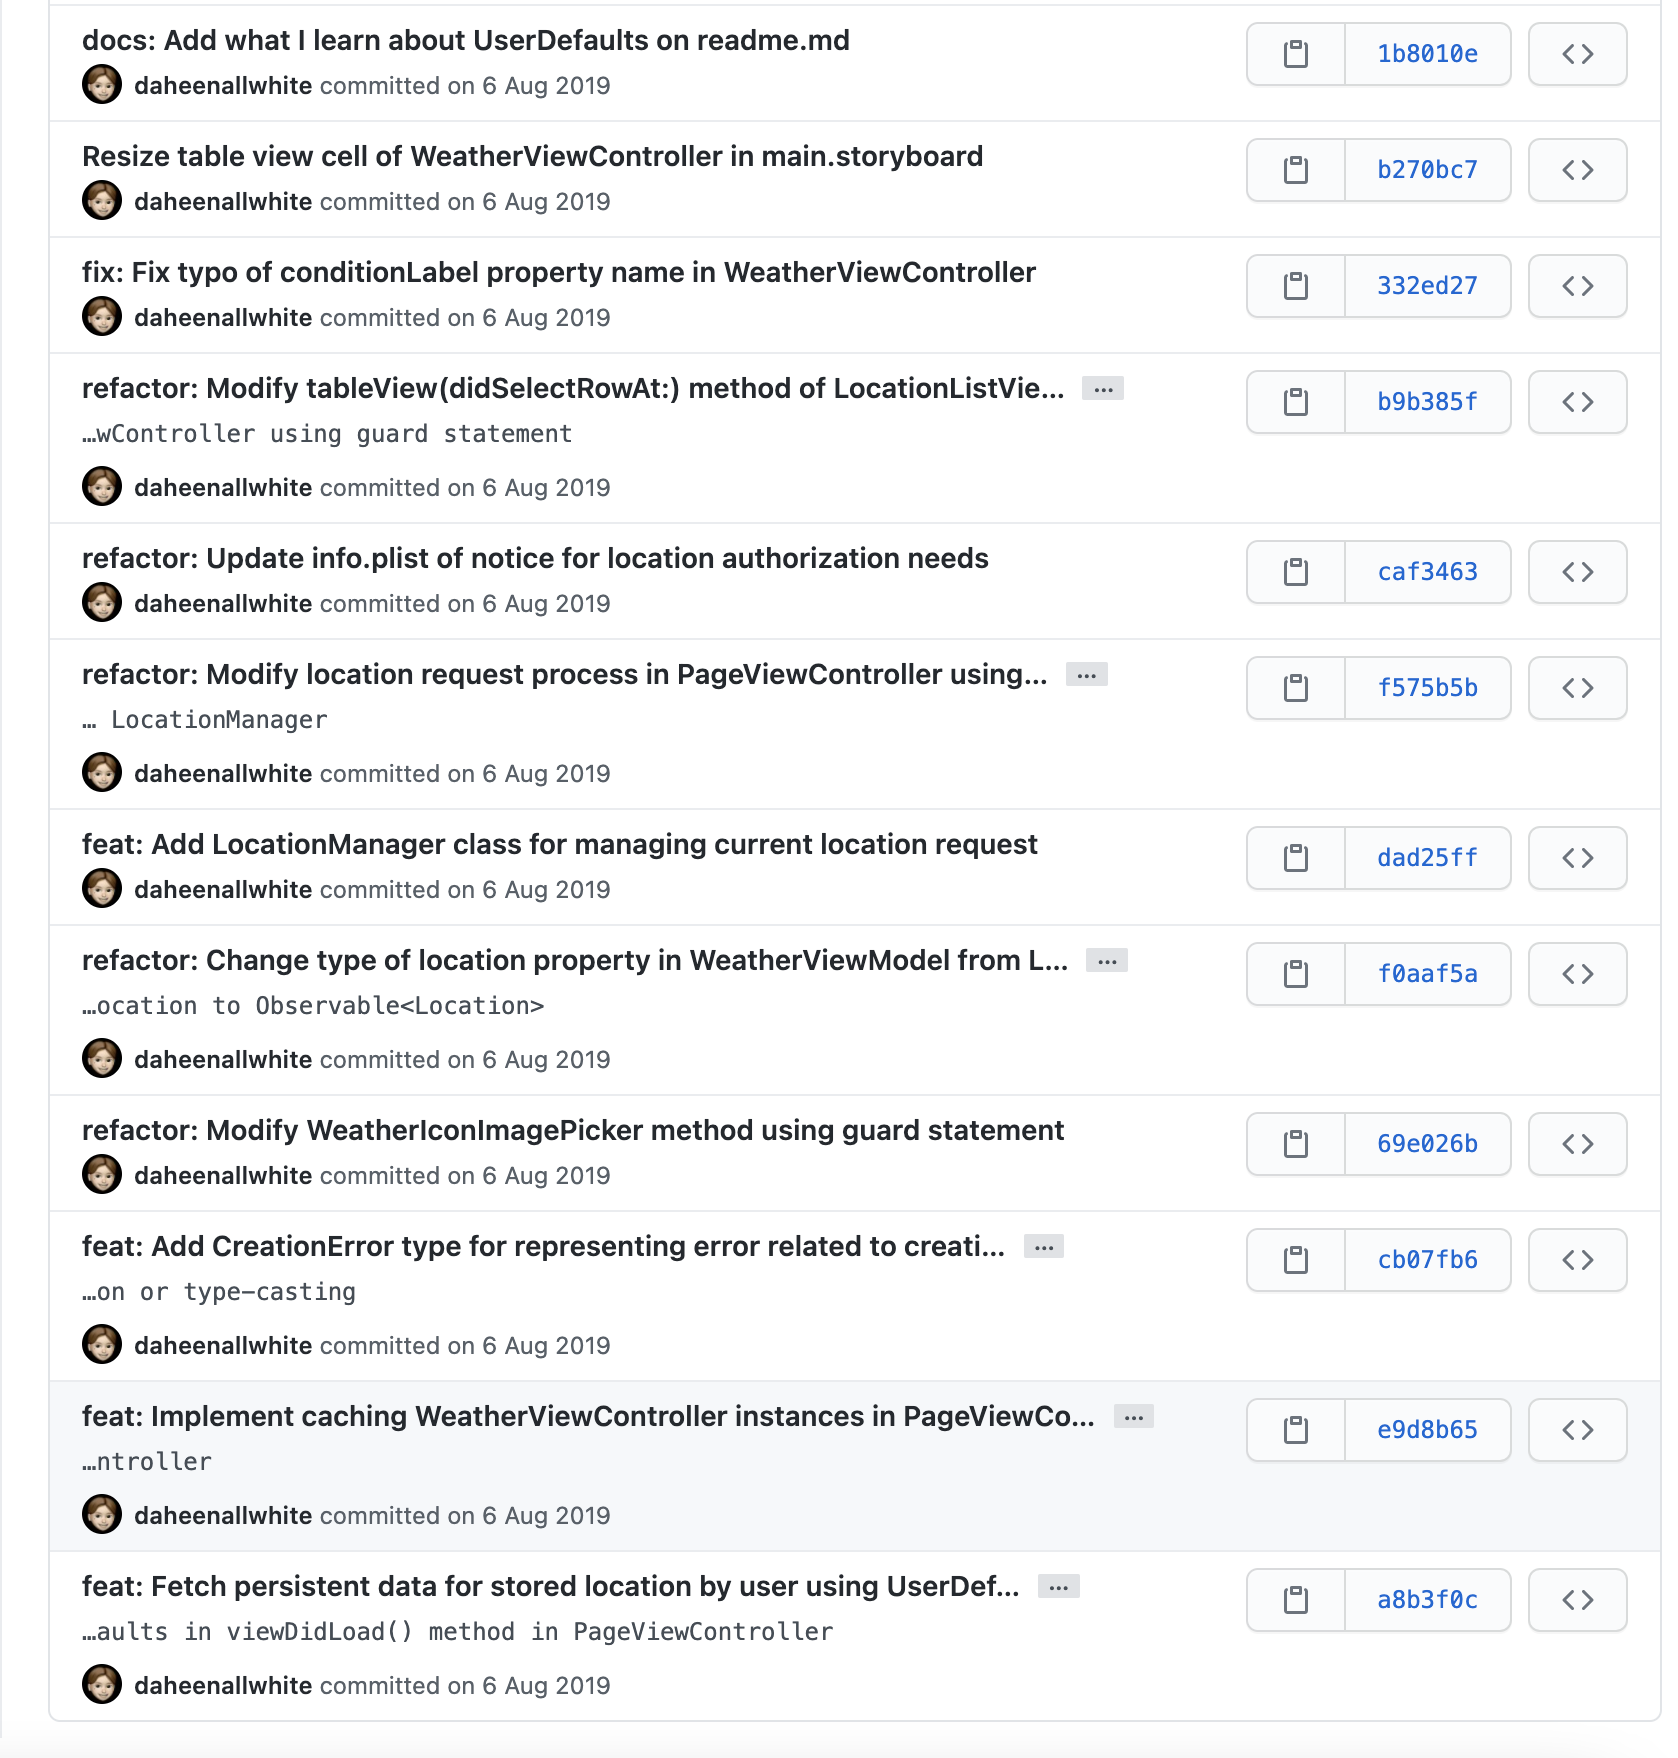 docs: Add what I learn about UserDefaults on readme.md
1b8010e
daheenallwhite committed on 6 Aug 2019
Resize table view cell of WeatherViewController in main.storyboard
b270bc7
daheenallwhite committed on 6 Aug 2019
fix: Fix typo of conditionLabel property name in WeatherViewController
332ed27
daheenallwhite committed on 6 Aug 2019
refactor: Modify tableView(didSelectRowAt:) method of LocationListVie... ...
b9b385f
…wController using guard statement
daheenallwhite committed on 6 Aug 2019
refactor: Update info.plist of notice for location authorization needs
caf3463
daheenallwhite committed on 6 Aug 2019
refactor: Modify location request process in PageViewController using... ...
f575b5b
… LocationManager
daheenallwhite committed on 6 Aug 2019
feat: Add LocationManager class for managing current location request
dad25ff
daheenallwhite committed on 6 Aug 2019
refactor: Change type of location property in WeatherViewModel from L... ...
f0aaf5a
…ocation to Observable<Location>
daheenallwhite committed on 6 Aug 2019
refactor: Modify WeatherIconImagePicker method using guard statement
69e026b
daheenallwhite committed on 6 Aug 2019
feat: Add CreationError type for representing error related to creati... ...
cb07fb6
…on or type-casting
daheenallwhite committed on 6 Aug 2019
feat: Implement caching WeatherViewController instances in PageViewCo... ...
e9d8b65
…ntroller
daheenallwhite committed on 6 Aug 2019
feat: Fetch persistent data for stored location by user using UserDef... ...
a8b3f0c
…aults in viewDidLoad() method in PageViewController
daheenallwhite committed on 6 Aug 2019